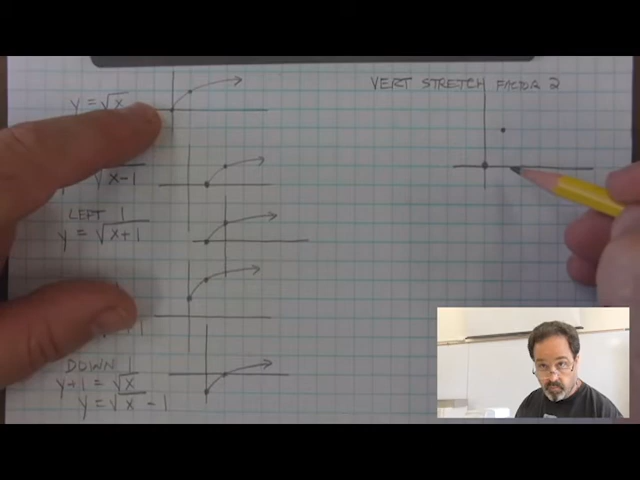 y = √x
√x-1
LEFT 1
y = √x+1
DOWN 1
y+1 = √x
y = √x - 1
VERT STRETCH FACTOR 2